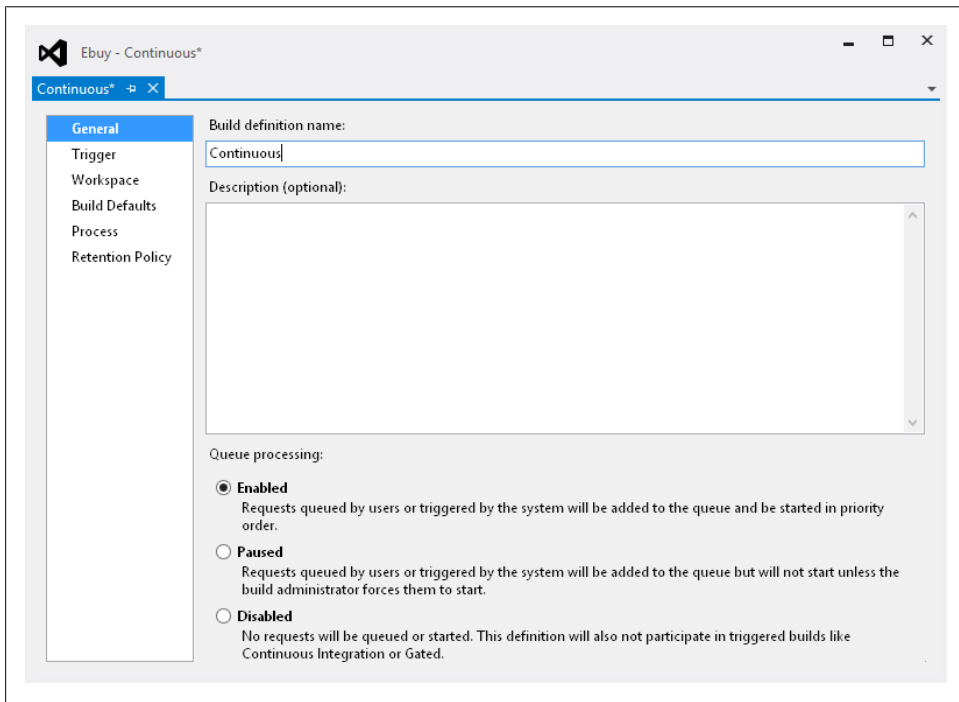 Ebuy - Continuous*
Continuous*
General
Trigger
Workspace
Build Defaults
Process
Retention Policy
Build definition name:
Continuous
Description (optional):
Queue processing:
Enabled
Requests queued by users or triggered by the system will be added to the queue and be started in priority
order.
Paused
Requests queued by users or triggered by the system will be added to the queue but will not start unless the
build administrator forces them to start.
Disabled
No requests will be queued or started. This definition will also not participate in triggered builds like
Continuous Integration or Gated.